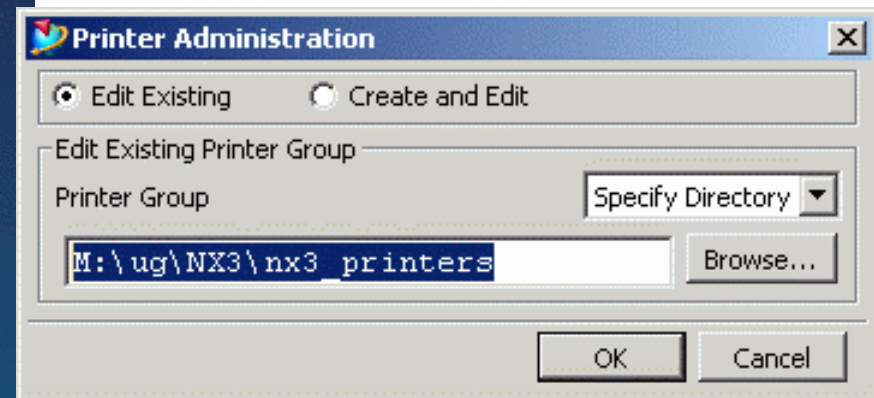 Printer Administration
Edit Existing Create and Edit
Edit Existing Printer Group
Printer Group Specify Directory
M:\ug\NX3\nx3_printers Browse...
OK Cancel